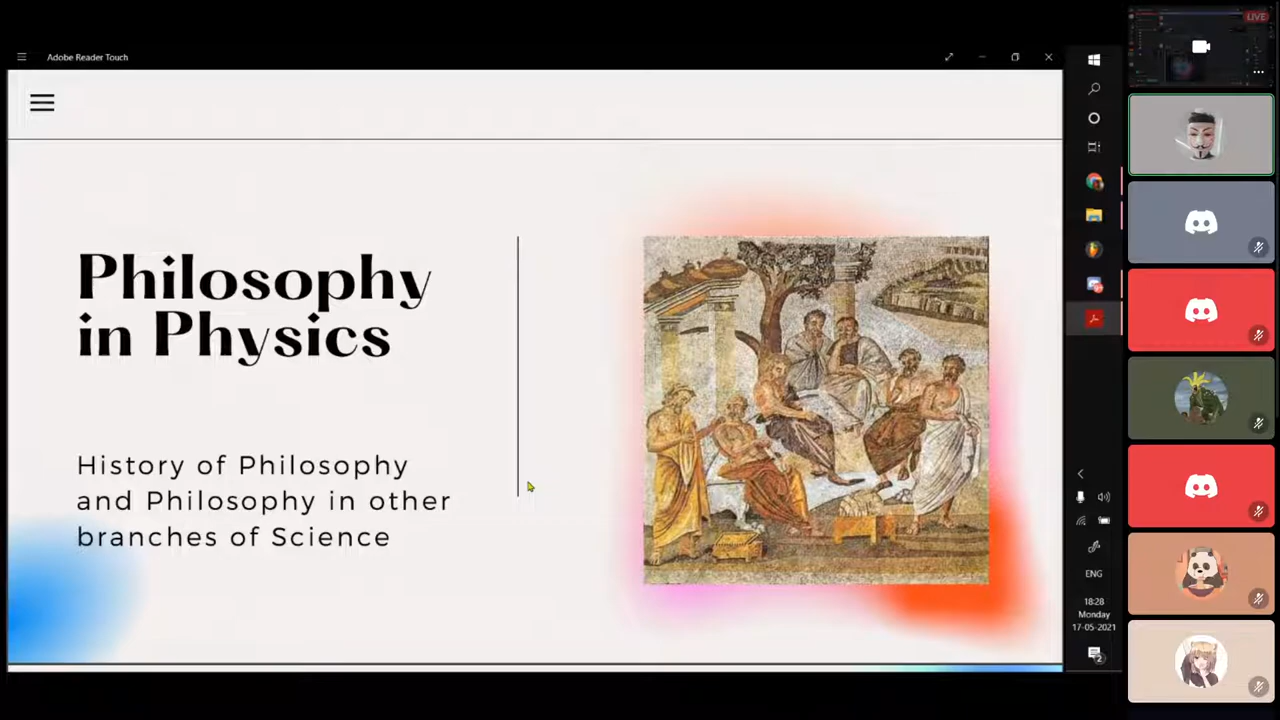 Adobe Reader Touch
LIVE
Philosophy
in Physics
History of Philosophy
and Philosophy in other
branches of Science
ENG
18:28
Monday
17-05-2021
2